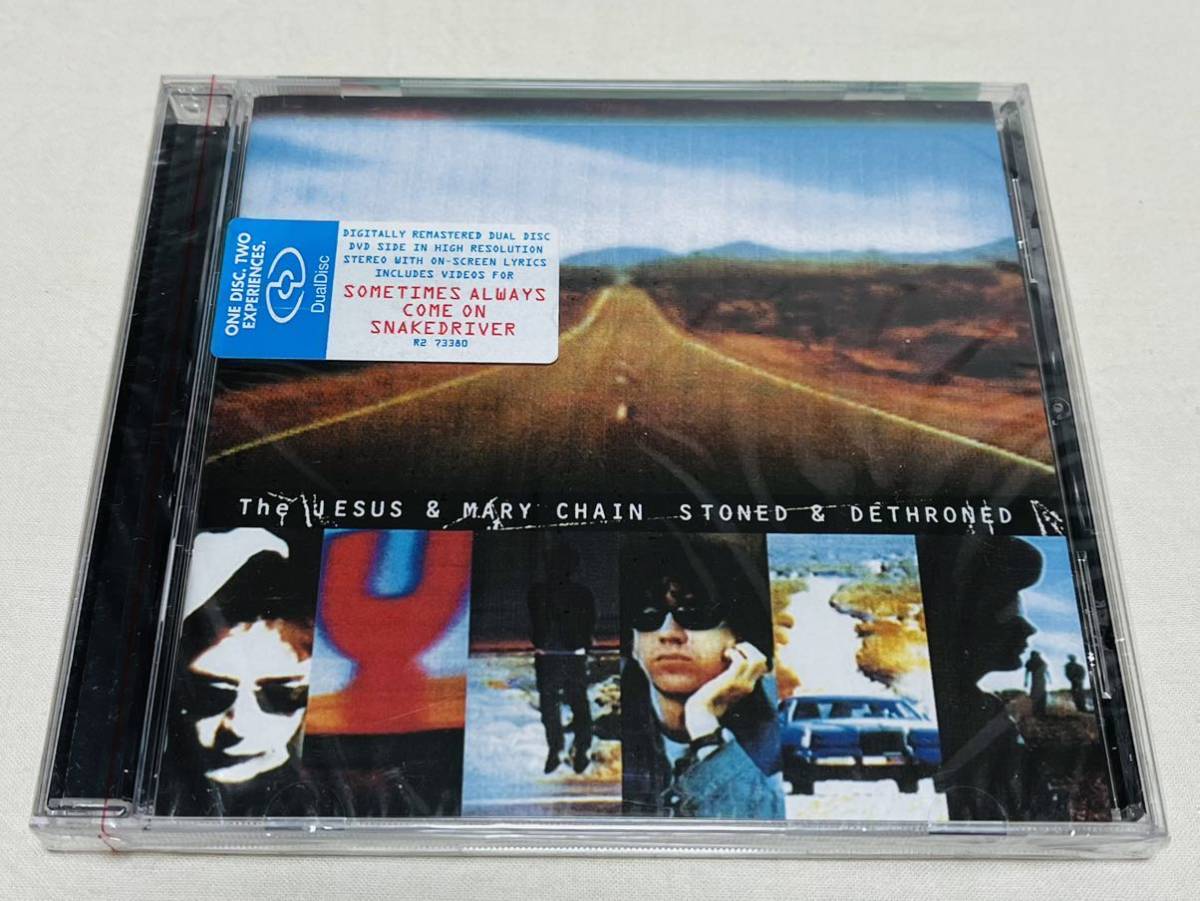 ONE DISC. TWO
EXPERIENCES.
DualDisc
DIGITALLY REMASTERED DUAL DISC
DVD SIDE IN HIGH RESOLUTION
STEREO WITH ON-SCREEN LYRICS
INCLUDES VIDEOS FOR
SOMETIMES ALWAYS
COME ON
SNAKEDRIVER
R2 73380
The JESUS & MARY CHAIN STONED & DETHRONED